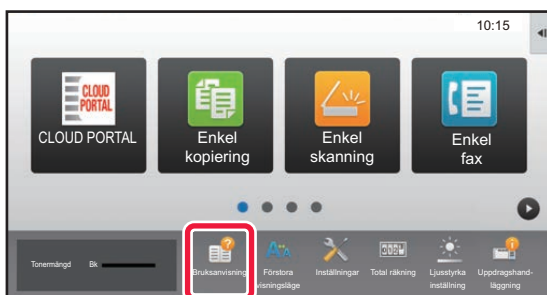 10:15
CLOUD
PORTAL
CLOUD PORTAL
Enkel
kopiering
Enkel
skanning
Enkel
fax
Tonermängd
Bk
Bruksanvisning
Förstora
visningsläge
Inställningar
Total räkning
Ljusstyrka
inställning
Uppdragshand-
läggning